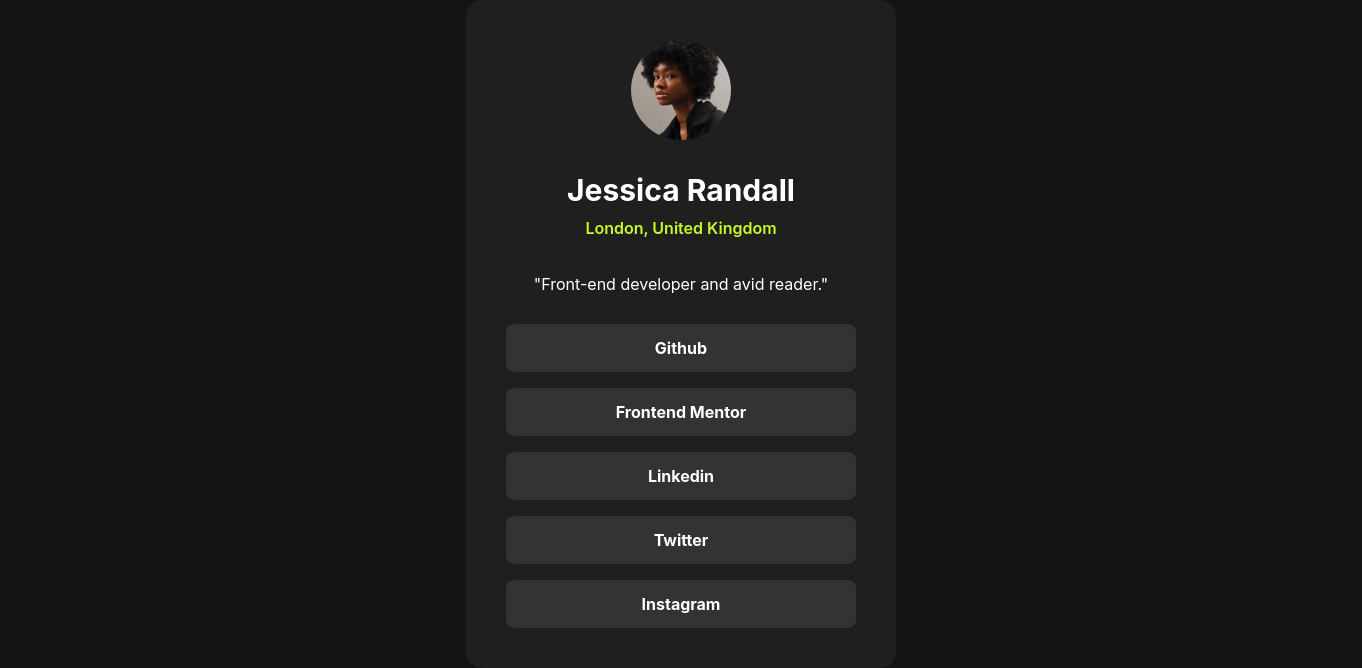 Jessica Randall
London, United Kingdom
"Front-end developer and avid reader."
Github
Frontend Mentor
Linkedin
Twitter
Instagram